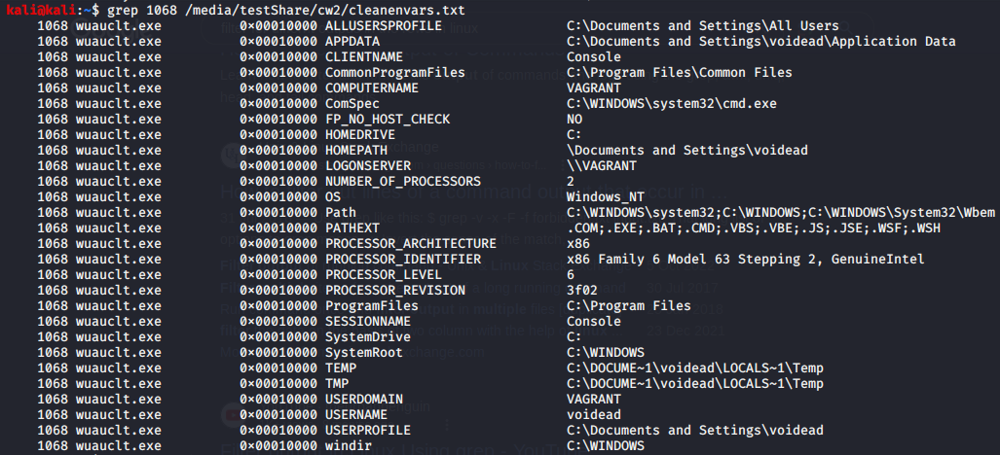 kali@kali:~$ grep 1068 /media/testShare/cw2/cleanenvars.txt
1068 wuauclt.exe 0×00010000 ALLUSERSPROFILE C:\Documents and Settings\All Users
1068 wuauclt.exe 0×00010000 APPDATA C:\Documents and Settings\voidead\Application Data
1068 wuauclt.exe 0×00010000 CLIENTNAME Console
1068 wuauclt.exe 0×00010000 CommonProgramFiles C:\Program Files\Common Files
1068 wuauclt.exe 0×00010000 COMPUTERNAME VAGRANT
1068 wuauclt.exe 0×00010000 ComSpec C:\WINDOWS\system32\cmd.exe
1068 wuauclt.exe 0×00010000 FP_NO_HOST_CHECK NO
1068 wuauclt.exe 0×00010000 HOMEDRIVE C:
1068 wuauclt.exe 0×00010000 HOMEPATH \Documents and Settings\voidead
1068 wuauclt.exe 0×00010000 LOGONSERVER \\VAGRANT
1068 wuauclt.exe 0×00010000 NUMBER_OF_PROCESSORS 2
1068 wuauclt.exe 0×00010000 OS Windows_NT
1068 wuauclt.exe 0×00010000 Path C:\WINDOWS\system32;C:\WINDOWS;C:\WINDOWS\System32\Wbem
1068 wuauclt.exe 0×00010000 PATHEXT .COM;.EXE;.BAT;.CMD;.VBS;.VBE;.JS;.JSE;.WSF;.WSH
1068 wuauclt.exe 0×00010000 PROCESSOR_ARCHITECTURE x86
1068 wuauclt.exe 0×00010000 PROCESSOR_IDENTIFIER x86 Family 6 Model 63 Stepping 2, GenuineIntel
1068 wuauclt.exe 0×00010000 PROCESSOR_LEVEL 6
1068 wuauclt.exe 0×00010000 PROCESSOR_REVISION 3f02
1068 wuauclt.exe 0×00010000 ProgramFiles C:\Program Files
1068 wuauclt.exe 0×00010000 SESSIONNAME Console
1068 wuauclt.exe 0×00010000 SystemDrive C:
1068 wuauclt.exe 0×00010000 SystemRoot C:\WINDOWS
1068 wuauclt.exe 0×00010000 TEMP C:\DOCUME~1\voidead\LOCALS~1\Temp
1068 wuauclt.exe 0×00010000 TMP C:\DOCUME~1\voidead\LOCALS~1\Temp
1068 wuauclt.exe 0×00010000 USERDOMAIN VAGRANT
1068 wuauclt.exe 0×00010000 USERNAME voidead
1068 wuauclt.exe 0×00010000 USERPROFILE C:\Documents and Settings\voidead
1068 wuauclt.exe 0×00010000 windir C:\WINDOWS